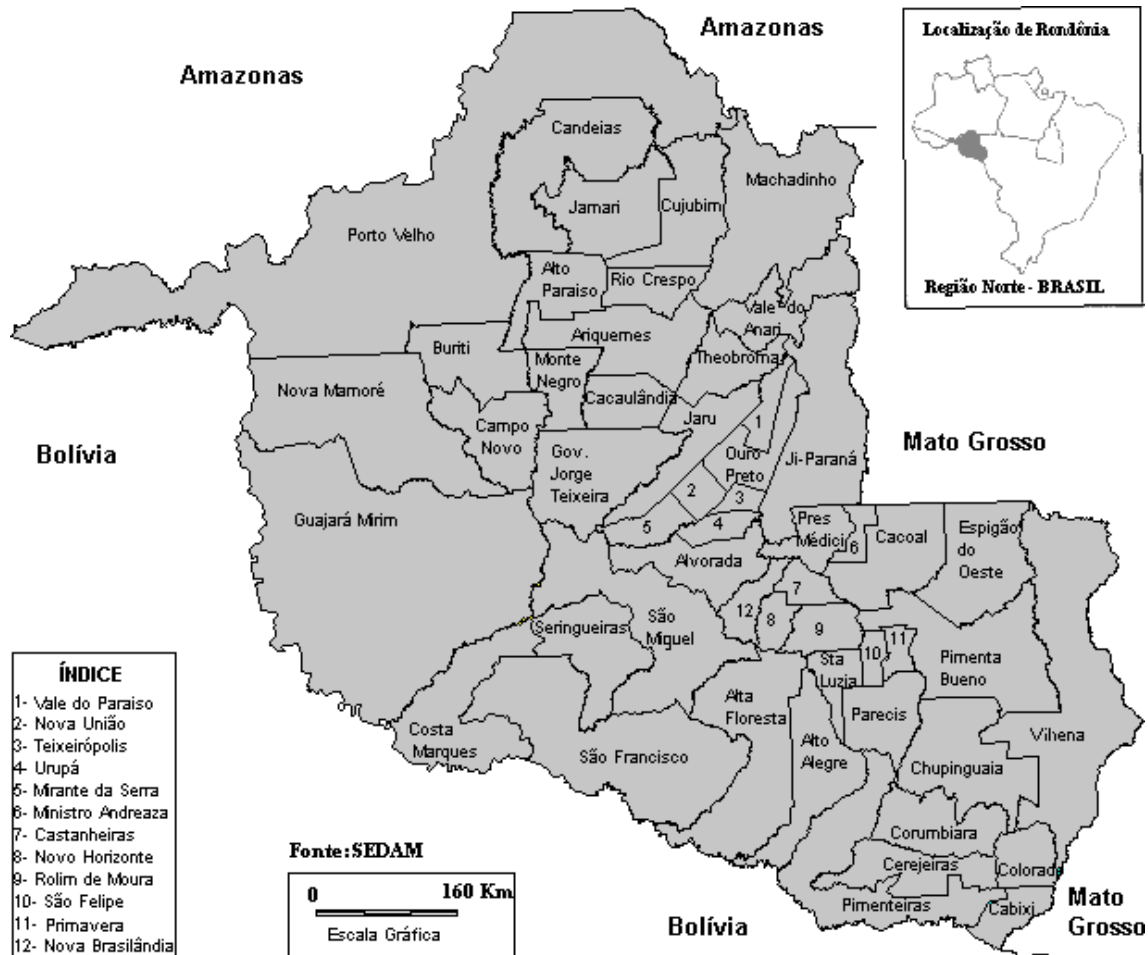 Amazonas
Amazonas
Localização de Rondônia
Região Norte - BRASIL
Candeias
Machadinho
Jamari
Cujubim
Porto Velho
Alto
Paraiso
Rio Crespo
Vale do
Anari
Ariquemes
Buriti
Theobroma
Monte
Negro
Nova Mamoré
Cacaulândia
Jaru
1
Campo
Novo
Bolívia
Mato Grosso
Gov.
Jorge
Teixeira
Ouro
Preto
Ji-Paraná
2
3
Guajará Mirim
5
4
Pres
Médici
6
Cacoal
Espigão
do
Oeste
Alvorada
7
12
8
São
Miguel
Seringueiras
9
10
11
Sta
Luzia
Pimenta
Bueno
Alta
Floresta
Parecis
Costa
Marques
São Francisco
Alto
Alegre
Vihena
Chupinguaia
Corumbiara
Cerejeiras
Colorado
Pimenteiras
Cabixi
Bolívia
Mato
Grosso
ÍNDICE
1- Vale do Paraiso
2- Nova União
3- Teixeirópolis
4- Urupá
5- Mirante da Serra
6- Ministro Andreaza
7- Castanheiras
8- Novo Horizonte
9- Rolim de Moura
10- São Felipe
11- Primavera
12- Nova Brasilândia
Fonte:SEDAM
0 160 Km
Escala Gráfica